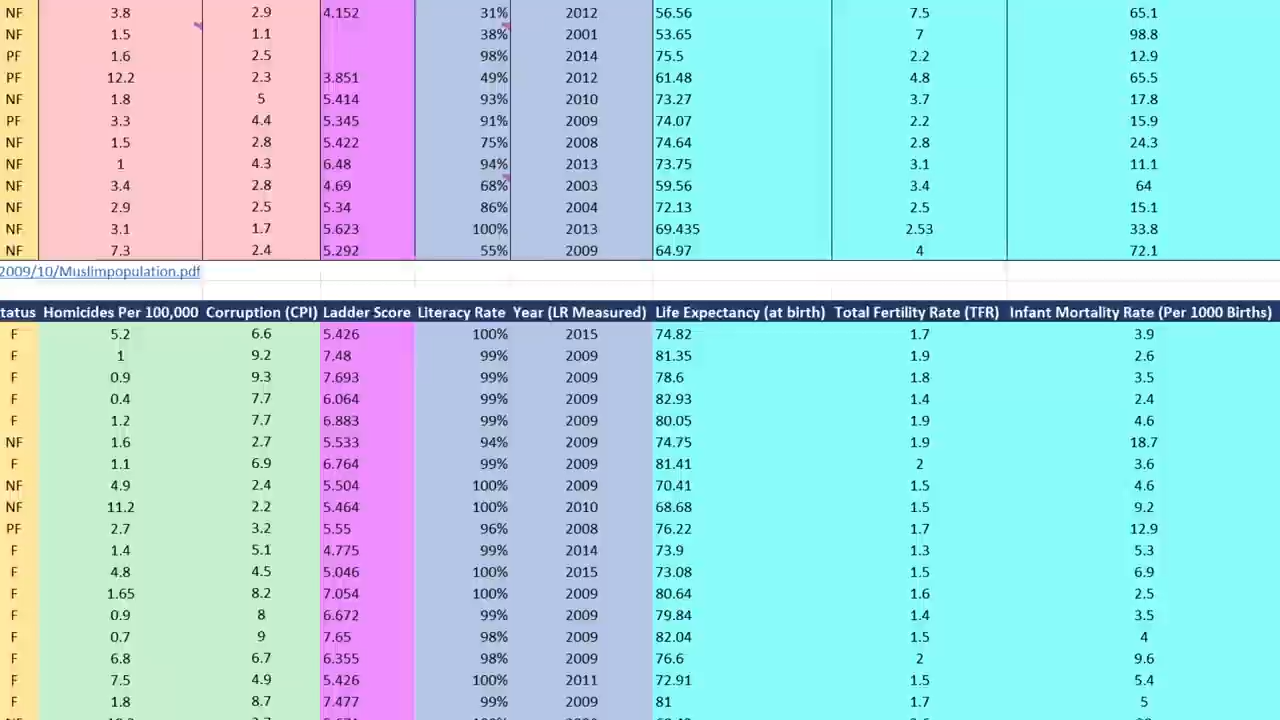 NF 3.8 2.9 4.152 31% 2012 56.56 7.5 65.1
NF 1.5 1.1 38% 2001 53.65 7 98.8
PF 1.6 2.5 98% 2014 75.5 2.2 12.9
PF 12.2 2.3 3.851 49% 2012 61.48 4.8 65.5
NF 1.8 5 5.414 93% 2010 73.27 3.7 17.8
PF 3.3 4.4 5.345 91% 2009 74.07 2.2 15.9
NF 1.5 2.8 5.422 75% 2008 74.64 2.8 24.3
NF 1 4.3 6.48 94% 2013 73.75 3.1 11.1
NF 3.4 2.8 4.69 68% 2003 59.56 3.4 64
NF 2.9 2.5 5.34 86% 2004 72.13 2.5 15.1
NF 3.1 1.7 5.623 100% 2013 69.435 2.53 33.8
NF 7.3 2.4 5.292 55% 2009 64.97 4 72.1
2009/10/Muslimpopulation.pdf
tatus Homicides Per 100,000 Corruption (CPI) Ladder Score Literacy Rate Year (LR Measured) Life Expectancy (at birth) Total Fertility Rate (TFR) Infant Mortality Rate (Per 1000 Births)
F 5.2 6.6 5.426 100% 2015 74.82 1.7 3.9
F 1 9.2 7.48 99% 2009 81.35 1.9 2.6
F 0.9 9.3 7.693 99% 2009 78.6 1.8 3.5
F 0.4 7.7 6.064 99% 2009 82.93 1.4 2.4
F 1.2 7.7 6.883 99% 2009 80.05 1.9 4.6
NF 1.6 2.7 5.533 94% 2009 74.75 1.9 18.7
F 1.1 6.9 6.764 99% 2009 81.41 2 3.6
NF 4.9 2.4 5.504 100% 2009 70.41 1.5 4.6
NF 11.2 2.2 5.464 100% 2010 68.68 1.5 9.2
PF 2.7 3.2 5.55 96% 2008 76.22 1.7 12.9
F 1.4 5.1 4.775 99% 2014 73.9 1.3 5.3
F 4.8 4.5 5.046 100% 2015 73.08 1.5 6.9
F 1.65 8.2 7.054 100% 2009 80.64 1.6 2.5
F 0.9 8 6.672 99% 2009 79.84 1.4 3.5
F 0.7 9 7.65 98% 2009 82.04 1.5 4
F 6.8 6.7 6.355 98% 2009 76.6 2 9.6
F 7.5 4.9 5.426 100% 2011 72.91 1.5 5.4
F 1.8 8.7 7.477 99% 2009 81 1.7 5